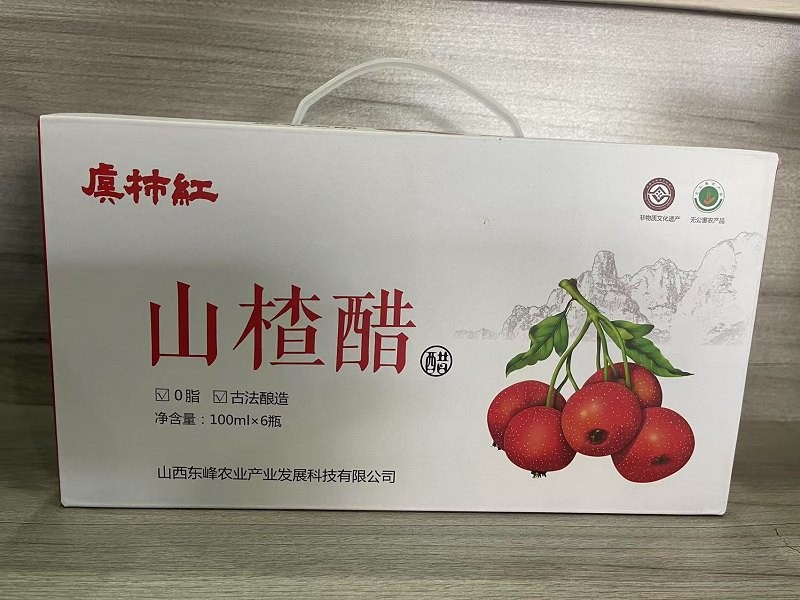 虞柿紅
非物质文化遗产
无公害农产品
山楂醋
醋
0脂 古法酿造
净含量：100ml×6瓶
山西东峰农业产业发展科技有限公司